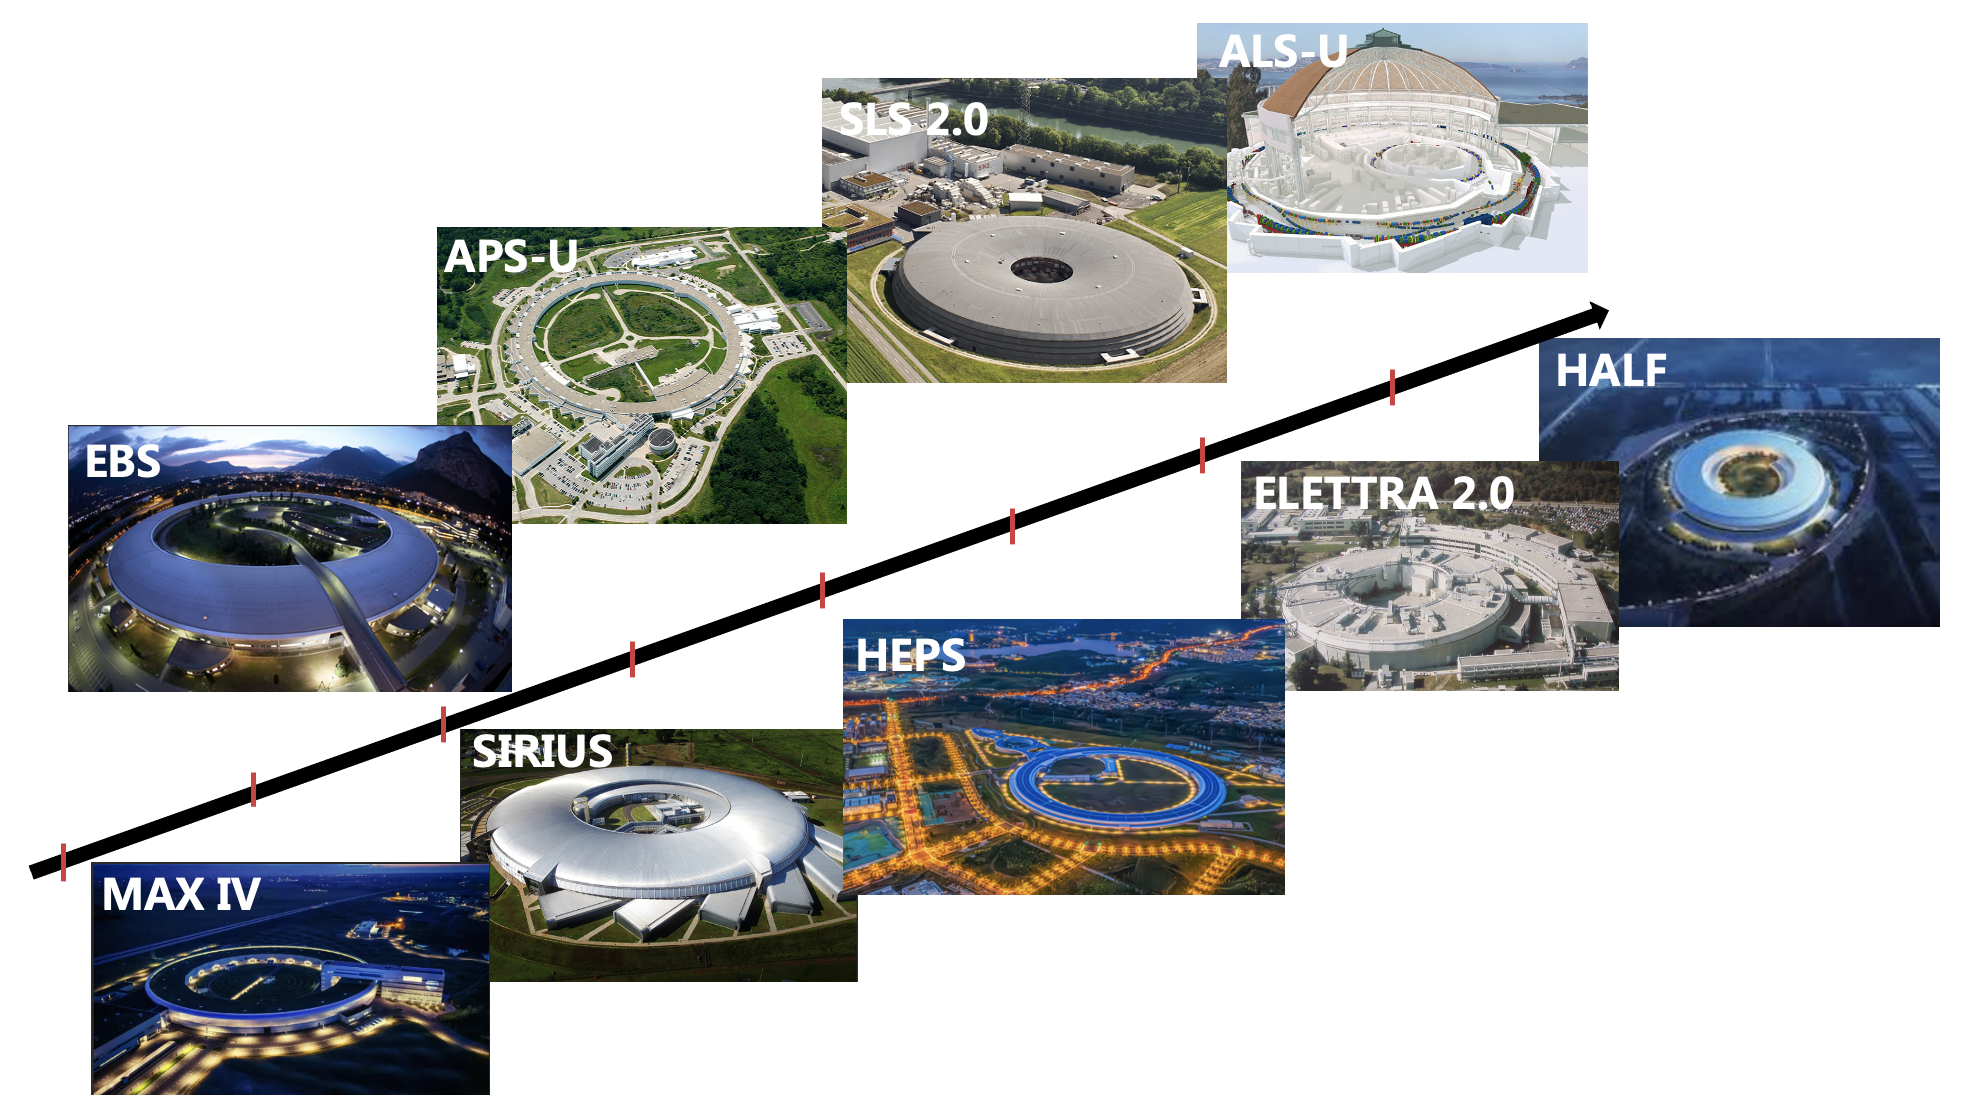 ALS-U
SLS 2.0
APS-U
HALF
EBS
ELETTRA 2.0
HEPS
SIRIUS
MAX IV